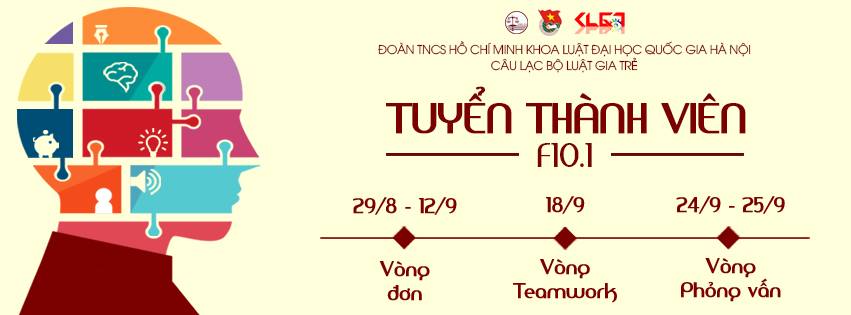 KLGT
ĐOÀN TNCS HỒ CHÍ MINH KHOA LUẬT ĐẠI HỌC QUỐC GIA HÀ NỘI
CÂU LẠC BỘ LUẬT GIA TRẺ
TUYỂN THÀNH VIÊN
F10.1
29/8 - 12/9
18/9
24/9 - 25/9
Vòng
đơn
Vòng
Teamwork
Vòng
Phỏng vấn